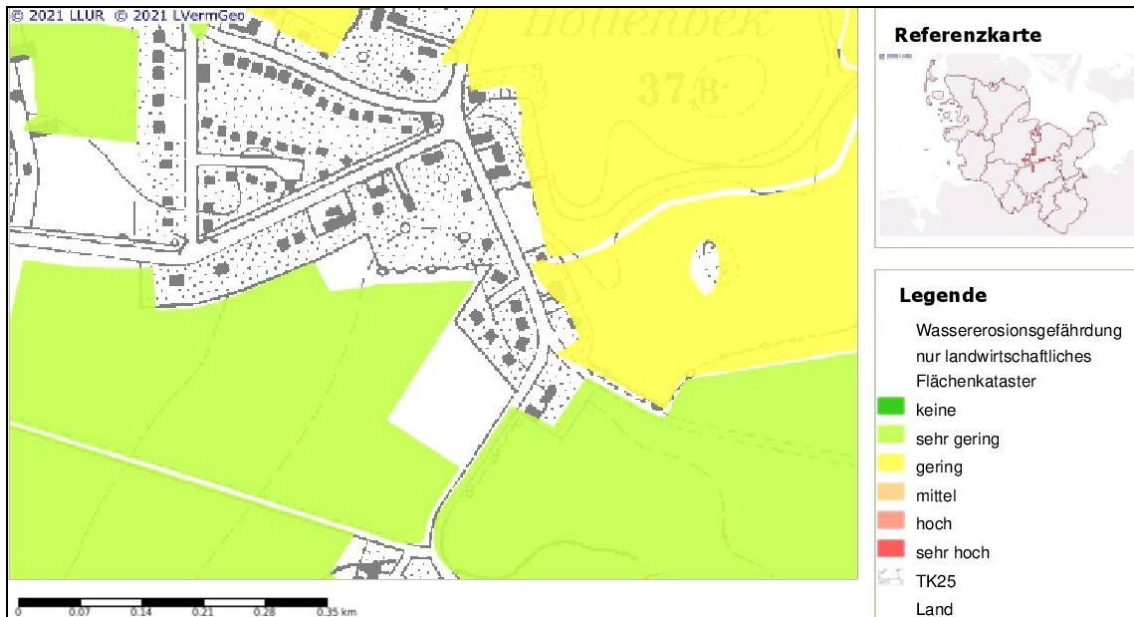 © 2021 LLUR © 2021 LVermGeo
37,8
0 0.07 0.14 0.21 0.28 0.35 km
Referenzkarte
Legende
Wassererosionsgefährdung
nur landwirtschaftliches
Flächenkataster
keine
sehr gering
gering
mittel
hoch
sehr hoch
TK25
Land